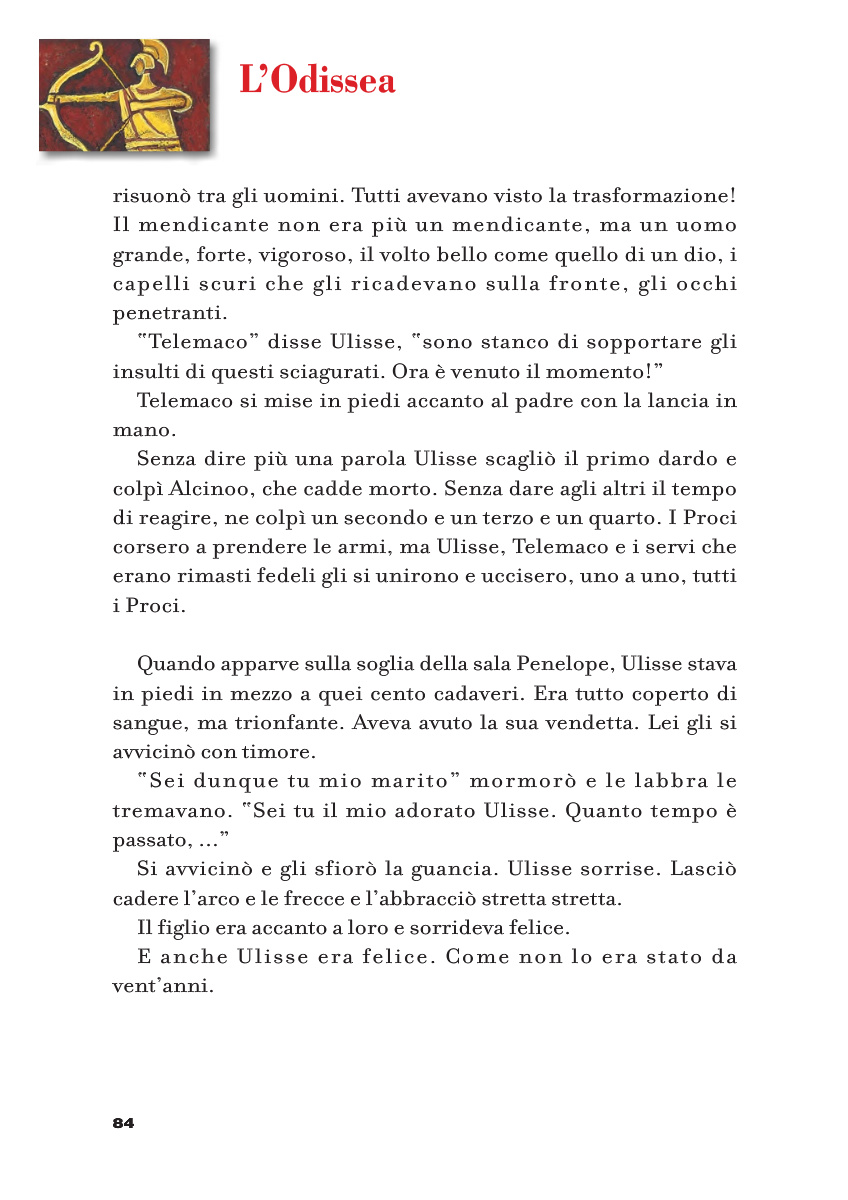 L’Odissea
risuonò tra gli uomini. Tutti avevano visto la trasformazione!
Il mendicante non era più un mendicante, ma un uomo
grande, forte, vigoroso, il volto bello come quello di un dio, i
capelli scuri che gli ricadevano sulla fronte, gli occhi
penetranti.
‟Telemaco” disse Ulisse, ‟sono stanco di sopportare gli
insulti di questi sciagurati. Ora è venuto il momento!”
Telemaco si mise in piedi accanto al padre con la lancia in
mano.
Senza dire più una parola Ulisse scagliò il primo dardo e
colpì Alcinoo, che cadde morto. Senza dare agli altri il tempo
di reagire, ne colpì un secondo e un terzo e un quarto. I Proci
corsero a prendere le armi, ma Ulisse, Telemaco e i servi che
erano rimasti fedeli gli si unirono e uccisero, uno a uno, tutti
i Proci.
Quando apparve sulla soglia della sala Penelope, Ulisse stava
in piedi in mezzo a quei cento cadaveri. Era tutto coperto di
sangue, ma trionfante. Aveva avuto la sua vendetta. Lei gli si
avvicinò con timore.
‟Sei dunque tu mio marito” mormorò e le labbra le
tremavano. ‟Sei tu il mio adorato Ulisse. Quanto tempo è
passato, ...”
Si avvicinò e gli sfiorò la guancia. Ulisse sorrise. Lasciò
cadere l’arco e le frecce e l’abbracciò stretta stretta.
Il figlio era accanto a loro e sorrideva felice.
E anche Ulisse era felice. Come non lo era stato da
vent’anni.
84